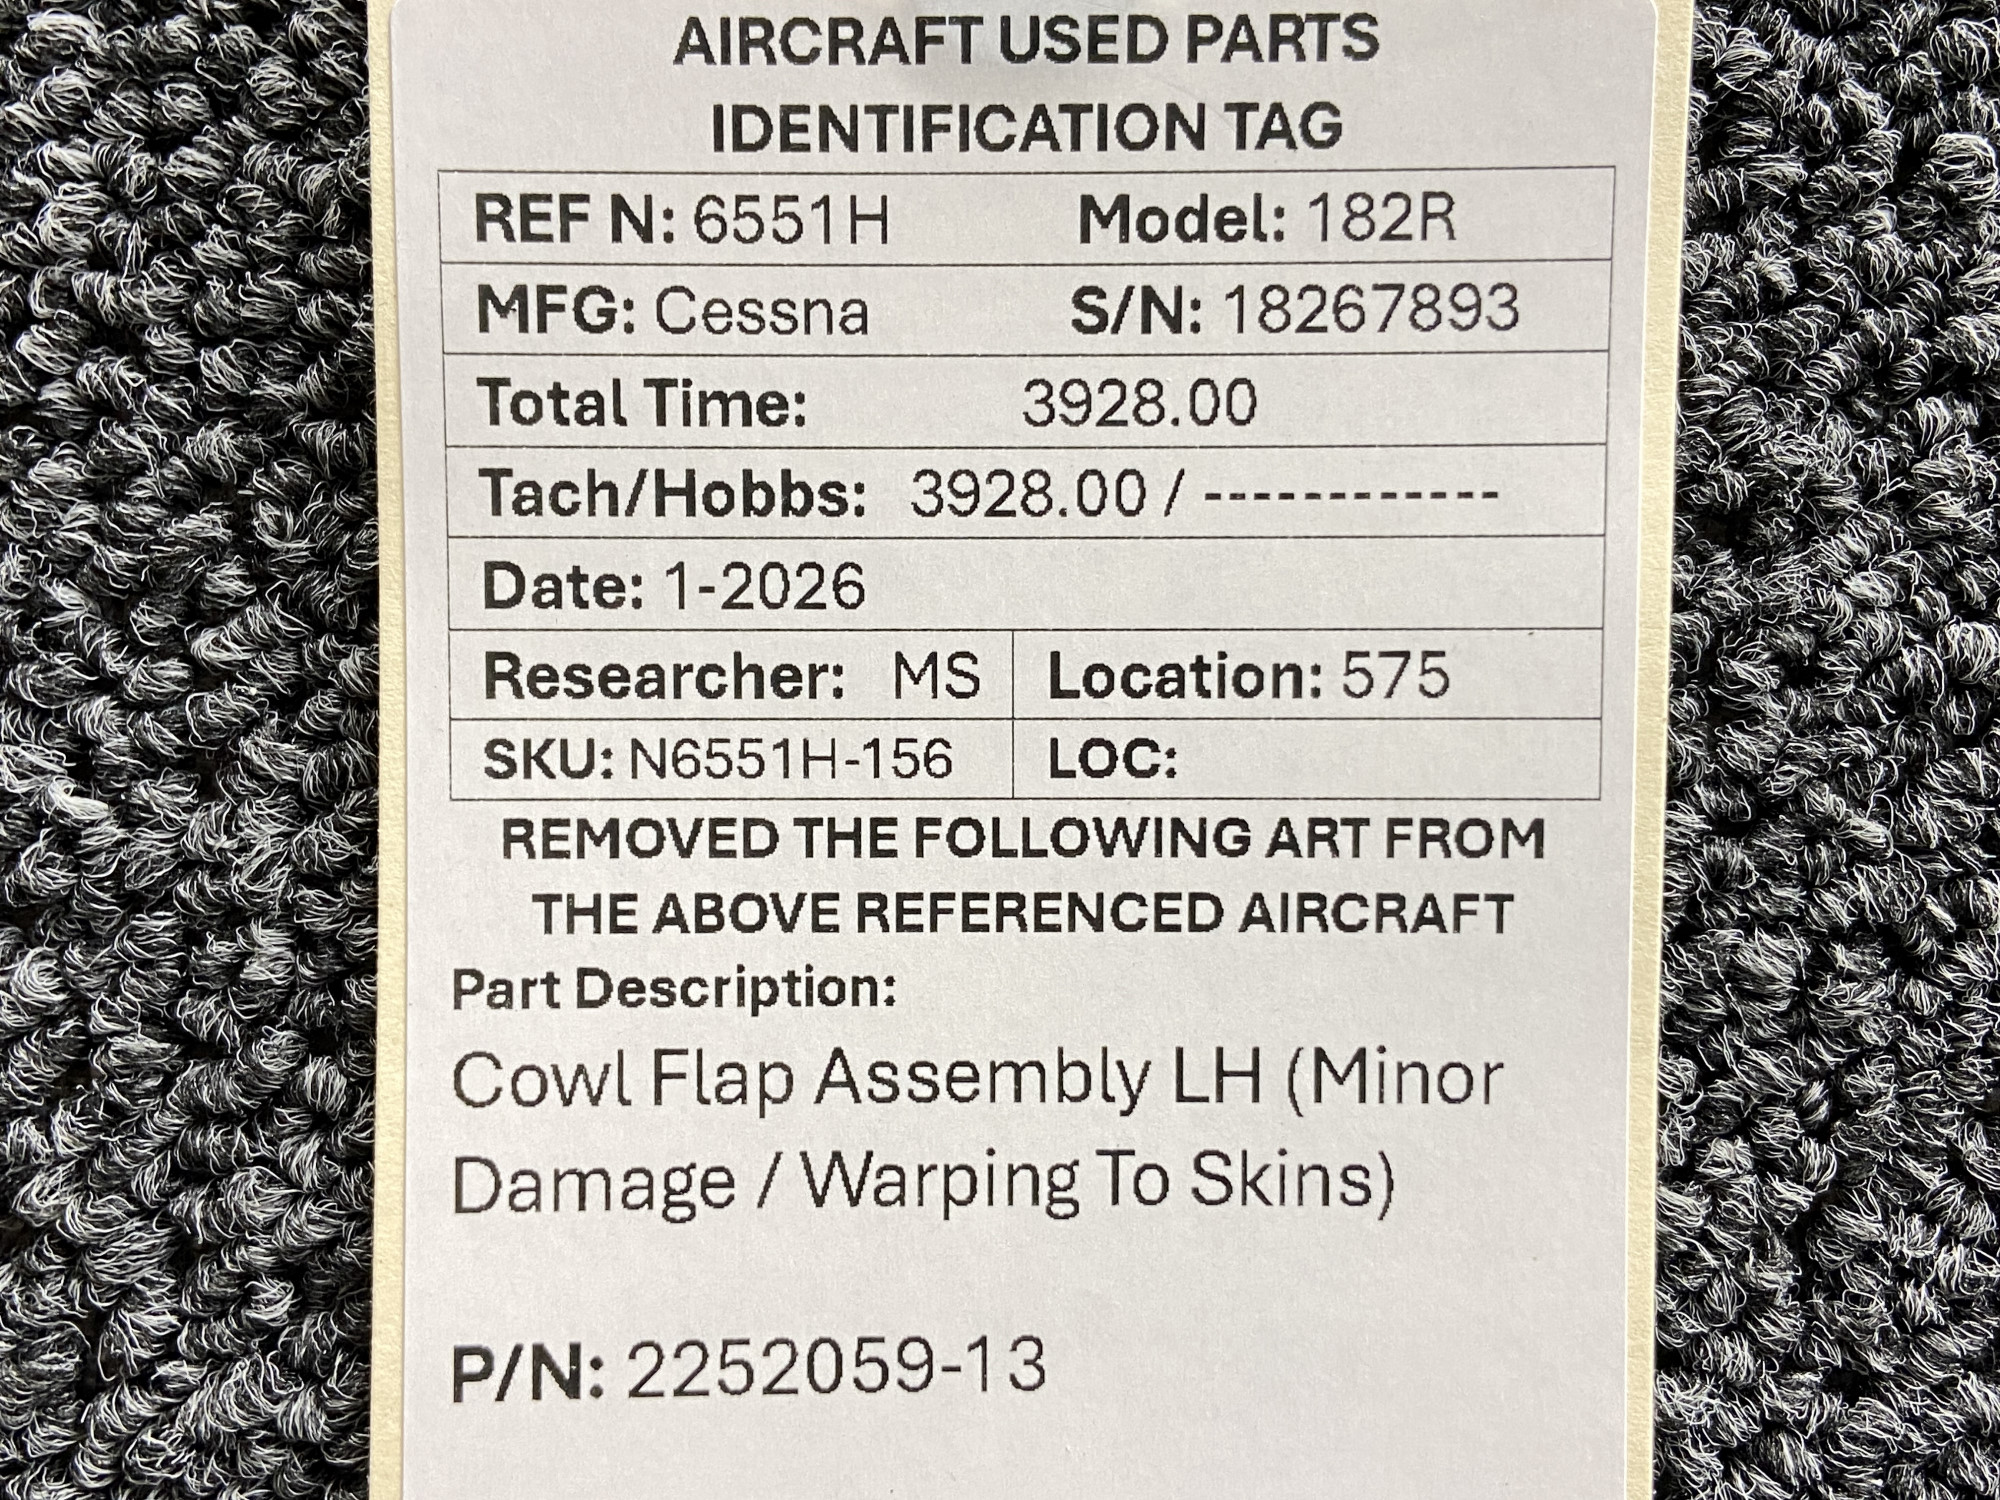 AIRCRAFT USED PARTS
IDENTIFICATION TAG
REF N: 6551H Model: 182R
MFG: Cessna S/N: 18267893
Total Time: 3928.00
Tach/Hobbs: 3928.00 / ------------
Date: 1-2026
Researcher: MS Location: 575
SKU: N6551H-156 LOC:
REMOVED THE FOLLOWING ART FROM
THE ABOVE REFERENCED AIRCRAFT
Part Description:
Cowl Flap Assembly LH (Minor
Damage / Warping To Skins)
P/N: 2252059-13